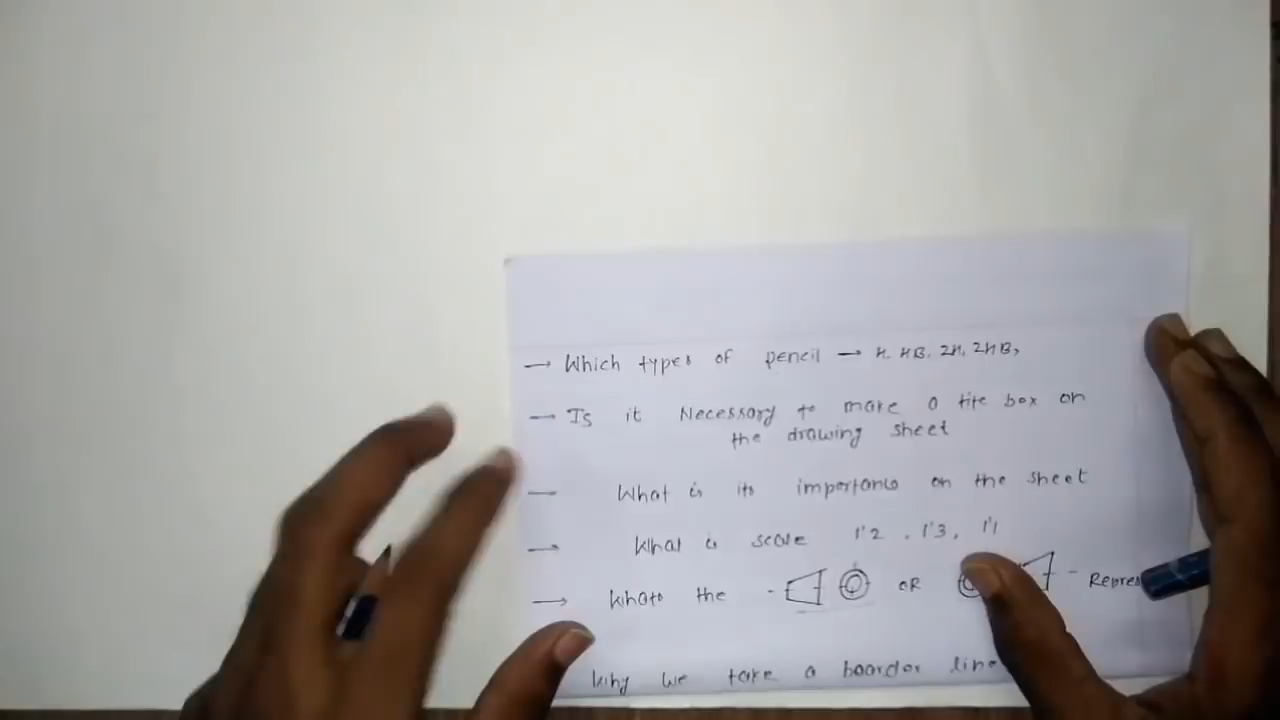 → Which types of pencil → H. HB. 2H, 2HB,
→ Is it Necessary to make a tite box on
the drawing sheet
— What is its importance on the sheet
→ What is scale 1'2 . 1'3, 1'1
→ What the - OR - Repres
Why we take a boarder line